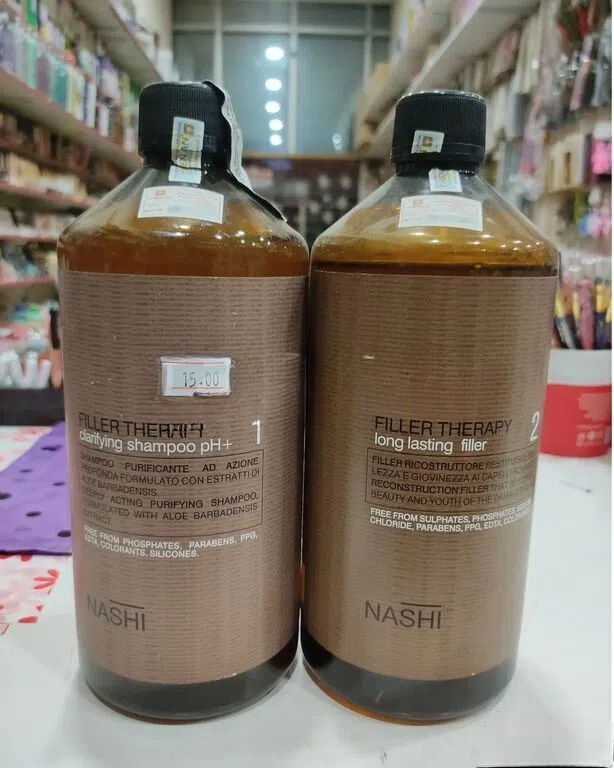 15.00
FILLER THERAPY
clarifying shampoo pH+ 1
SHAMPOO PURIFICANTE AD AZIONE
PROFONDA FORMULATO CON ESTRATTI DI
ALOE BARBADENSIS.
DEEPLY ACTING PURIFYING SHAMPOO,
FORMULATED WITH ALOE BARBADENSIS
EXTRACT.
FREE FROM PHOSPHATES, PARABENS, PPG,
EDTA, COLORANTS, SILICONES.
NASHI
FILLER THERAPY
long lasting filler 2
FILLER RICOSTRUTTORE
LEZZA E GIOVINEZZA AI CAPELLI
RECONSTRUCTION FILLER THAT
BEAUTY AND YOUTH OF THE
FREE FROM SULPHATES, PHOSPHATES, SODIUM
CHLORIDE, PARABENS, PPG, EDTA,
NASHI